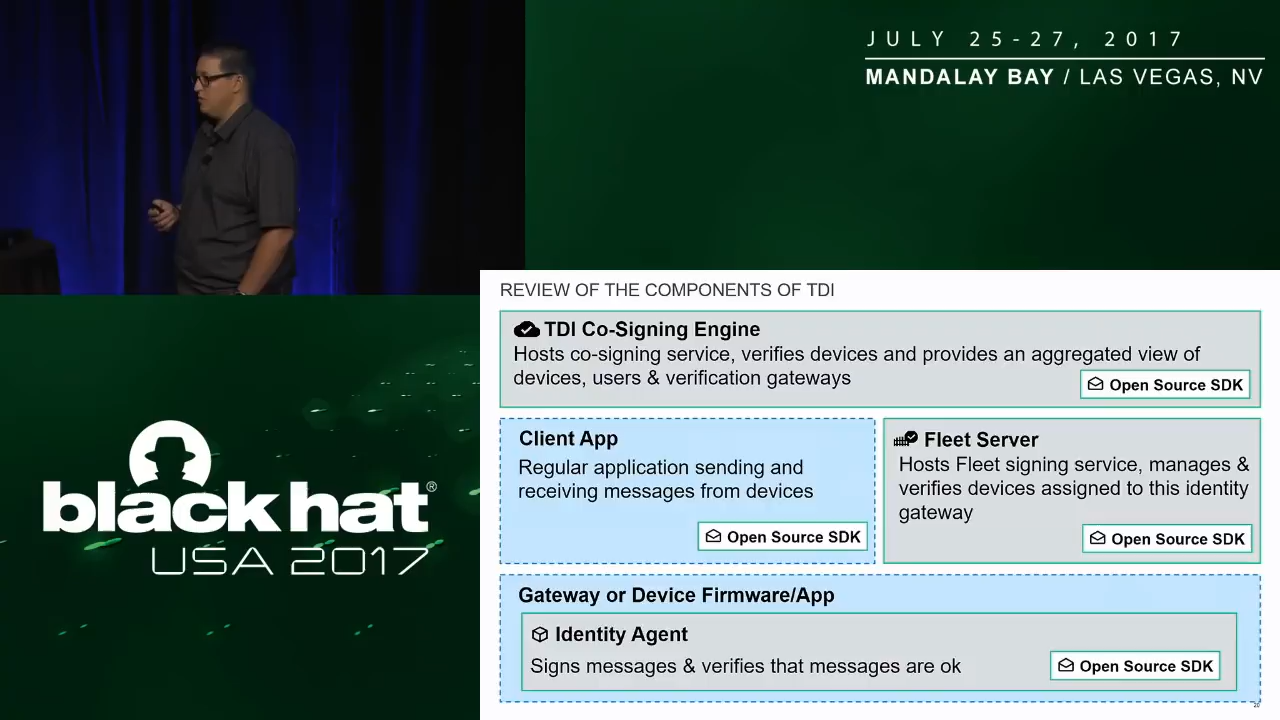 JULY 25-27, 2017
MANDALAY BAY / LAS VEGAS, NV
REVIEW OF THE COMPONENTS OF TDI
TDI Co-Signing Engine
Hosts co-signing service, verifies devices and provides an aggregated view of
devices, users & verification gateways
Open Source SDK
Client App
Regular application sending and
receiving messages from devices
Open Source SDK
Fleet Server
Hosts Fleet signing service, manages &
verifies devices assigned to this identity
gateway
Open Source SDK
Gateway or Device Firmware/App
Identity Agent
Signs messages & verifies that messages are ok
Open Source SDK
black hat®
USA 2017